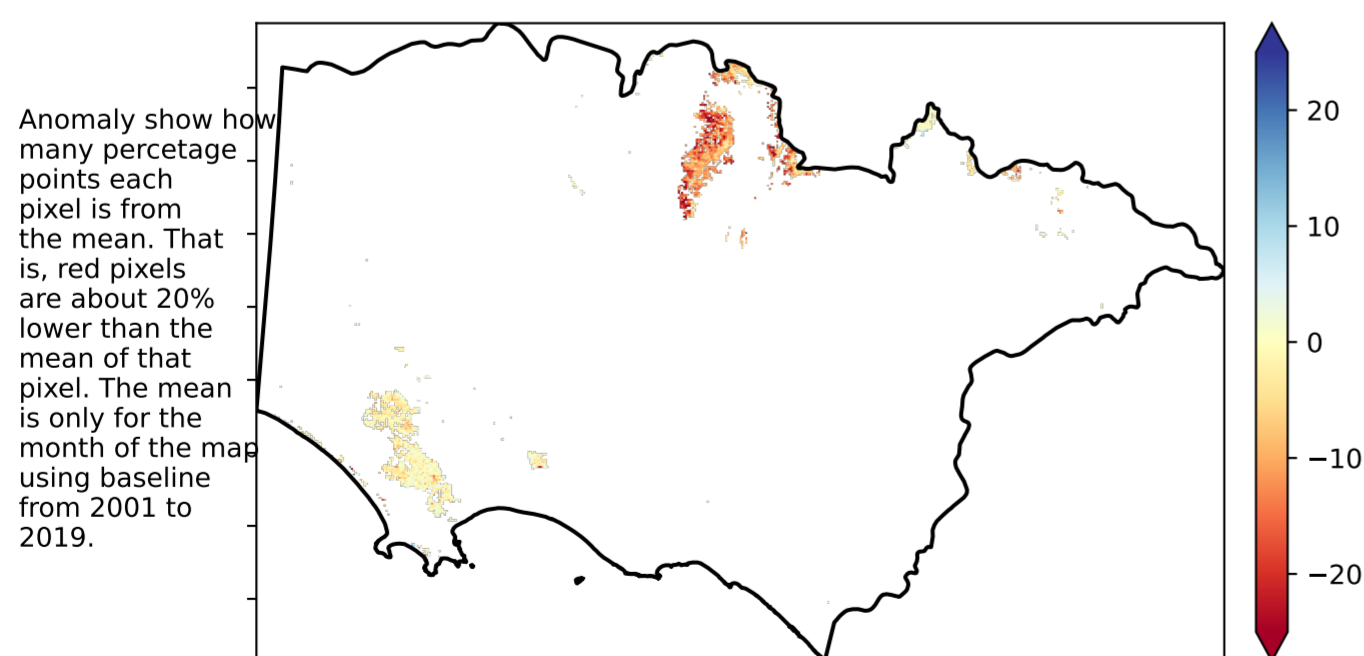 Anomaly show how
many percetage
points each
pixel is from
the mean. That
is, red pixels
are about 20%
lower than the
mean of that
pixel. The mean
is only for the
month of the map
using baseline
from 2001 to
2019.
20
10
0
−10
−20